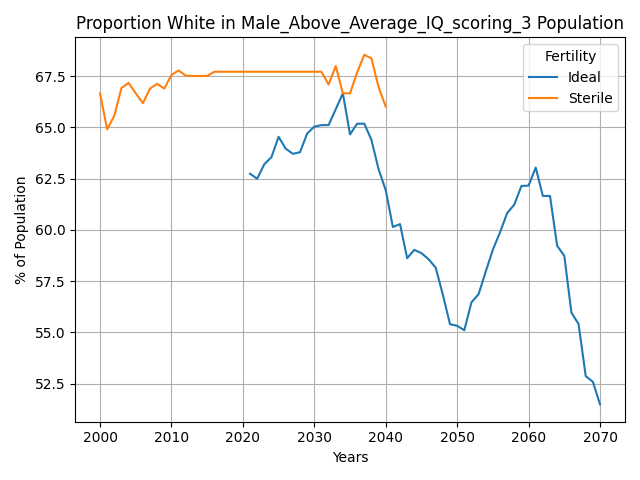 Proportion White in Male_Above_Average_IQ_scoring_3 Population
Fertility
Ideal
Sterile
% of Population
67.5
65.0
62.5
60.0
57.5
55.0
52.5
2000
2010
2020
2030
2040
2050
2060
2070
Years